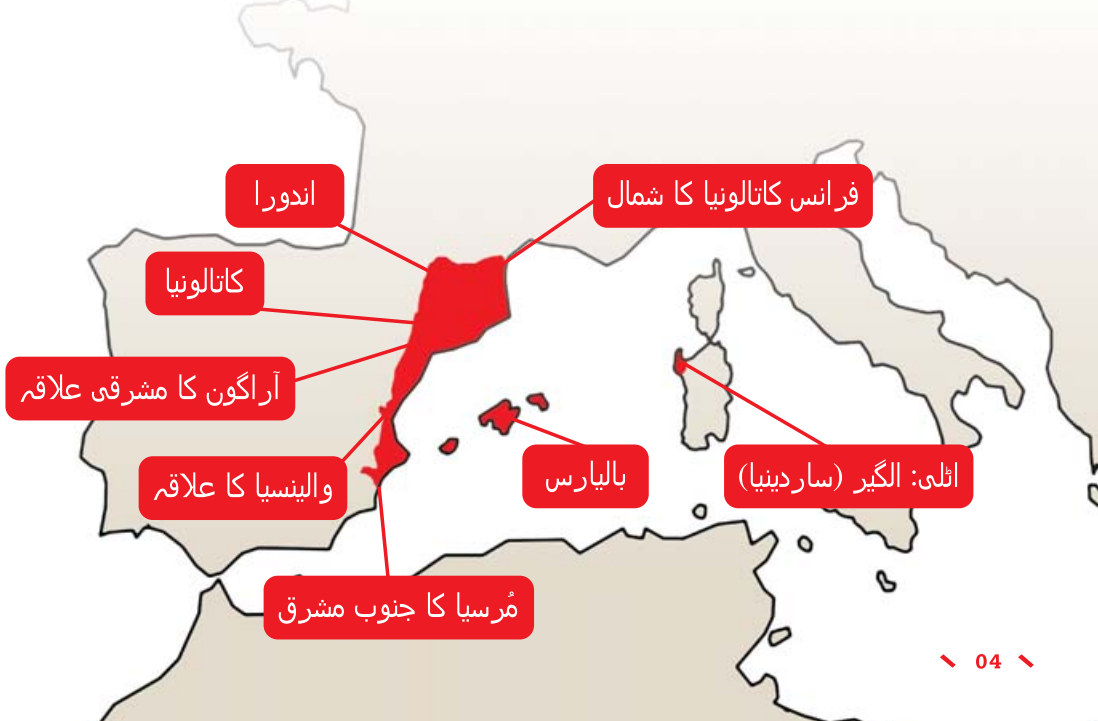 اندورا
فرانس کاتالونیا کا شمال
کاتالونیا
آراگون کا مشرقی علاقہ
والینسیا کا علاقہ
بالیارس
اٹلی: الگیر (ساردینیا)
مُرسیا کا جنوب مشرق
04